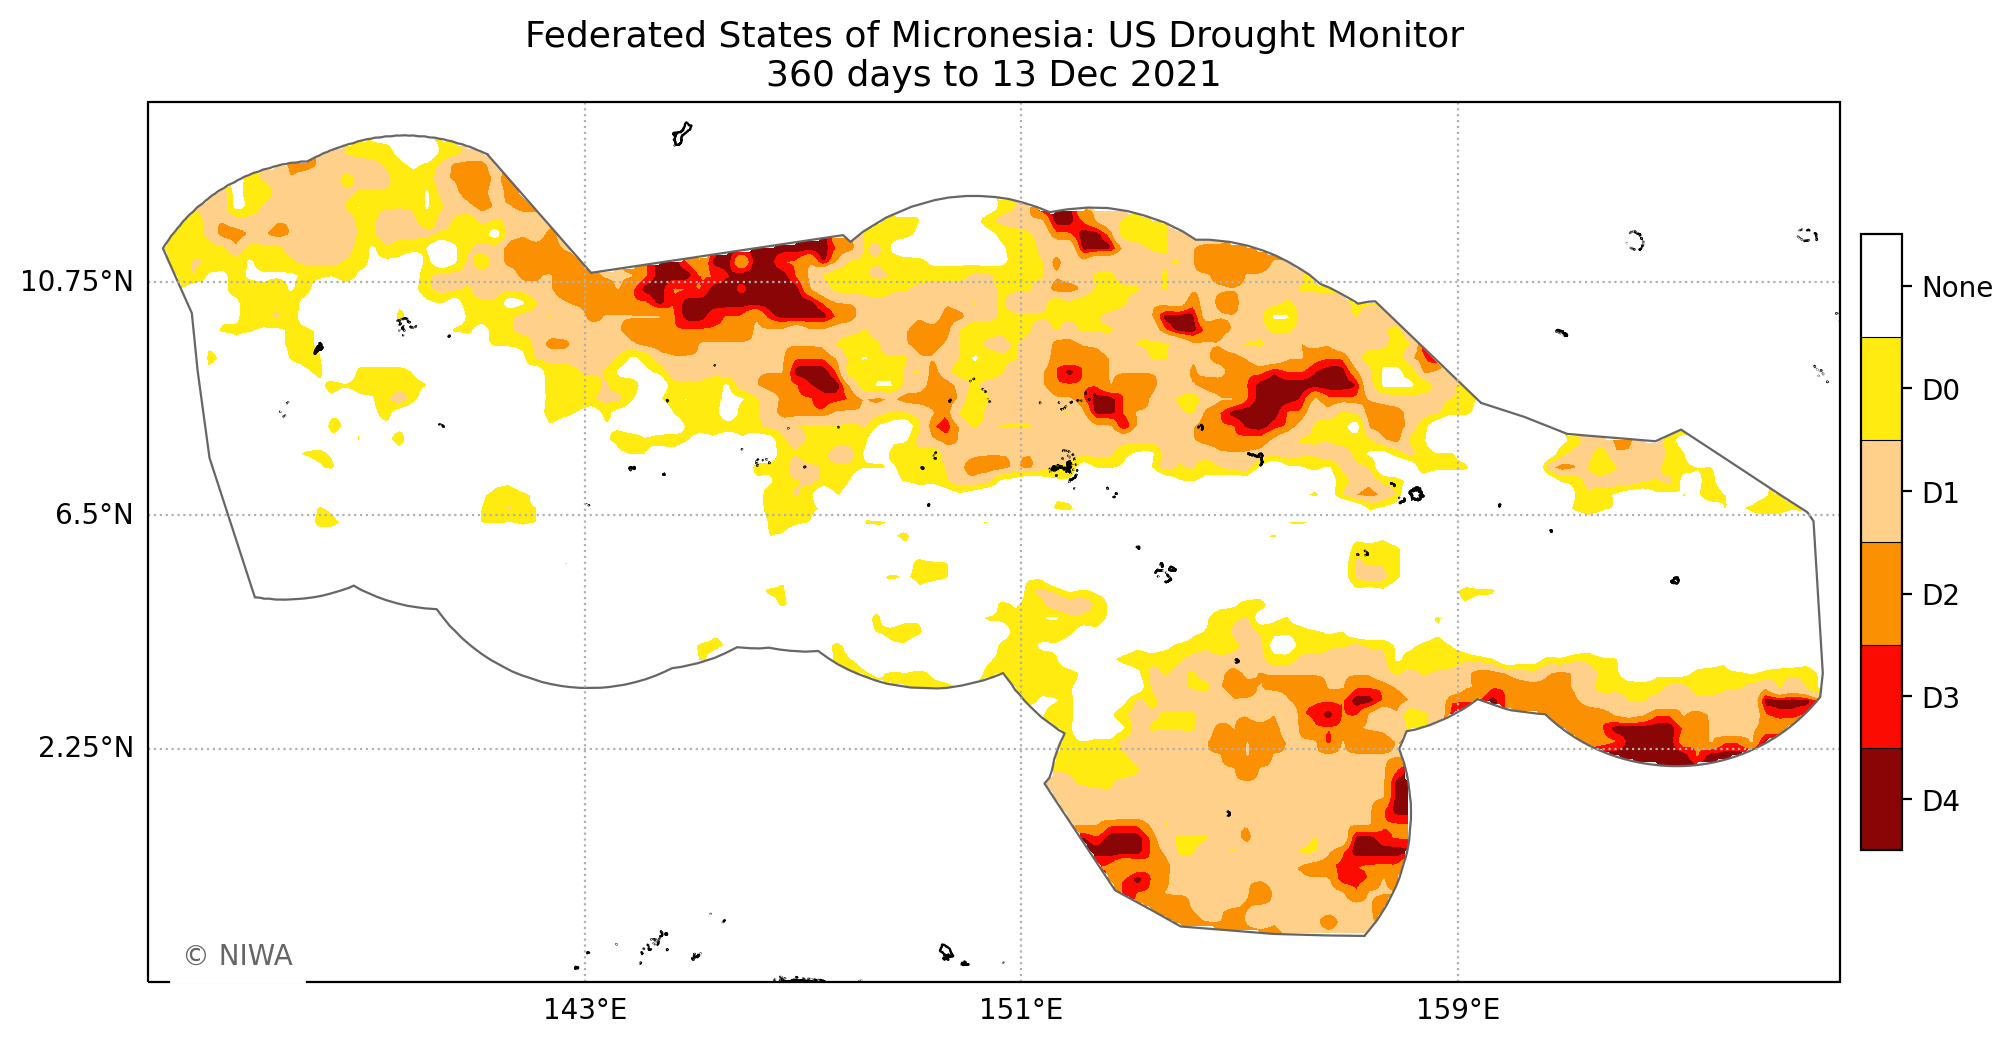 Federated States of Micronesia: US Drought Monitor
360 days to 13 Dec 2021
10.75°N
6.5°N
2.25°N
143°E
151°E
159°E
None
D0
D1
D2
D3
D4
© NIWA